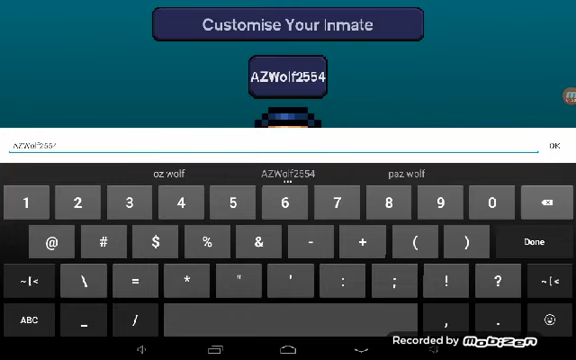 Customise Your Inmate
AZWolf2554
AZWolf2554 OK
oz wolf AZWolf2554 paz wolf
1 2 3 4 5 6 7 8 9 0
@ # $ % & - + ( ) Done
~[< \ = * " ' : ; ! ? ~[<
ABC _ / , .
Recorded by mobizen